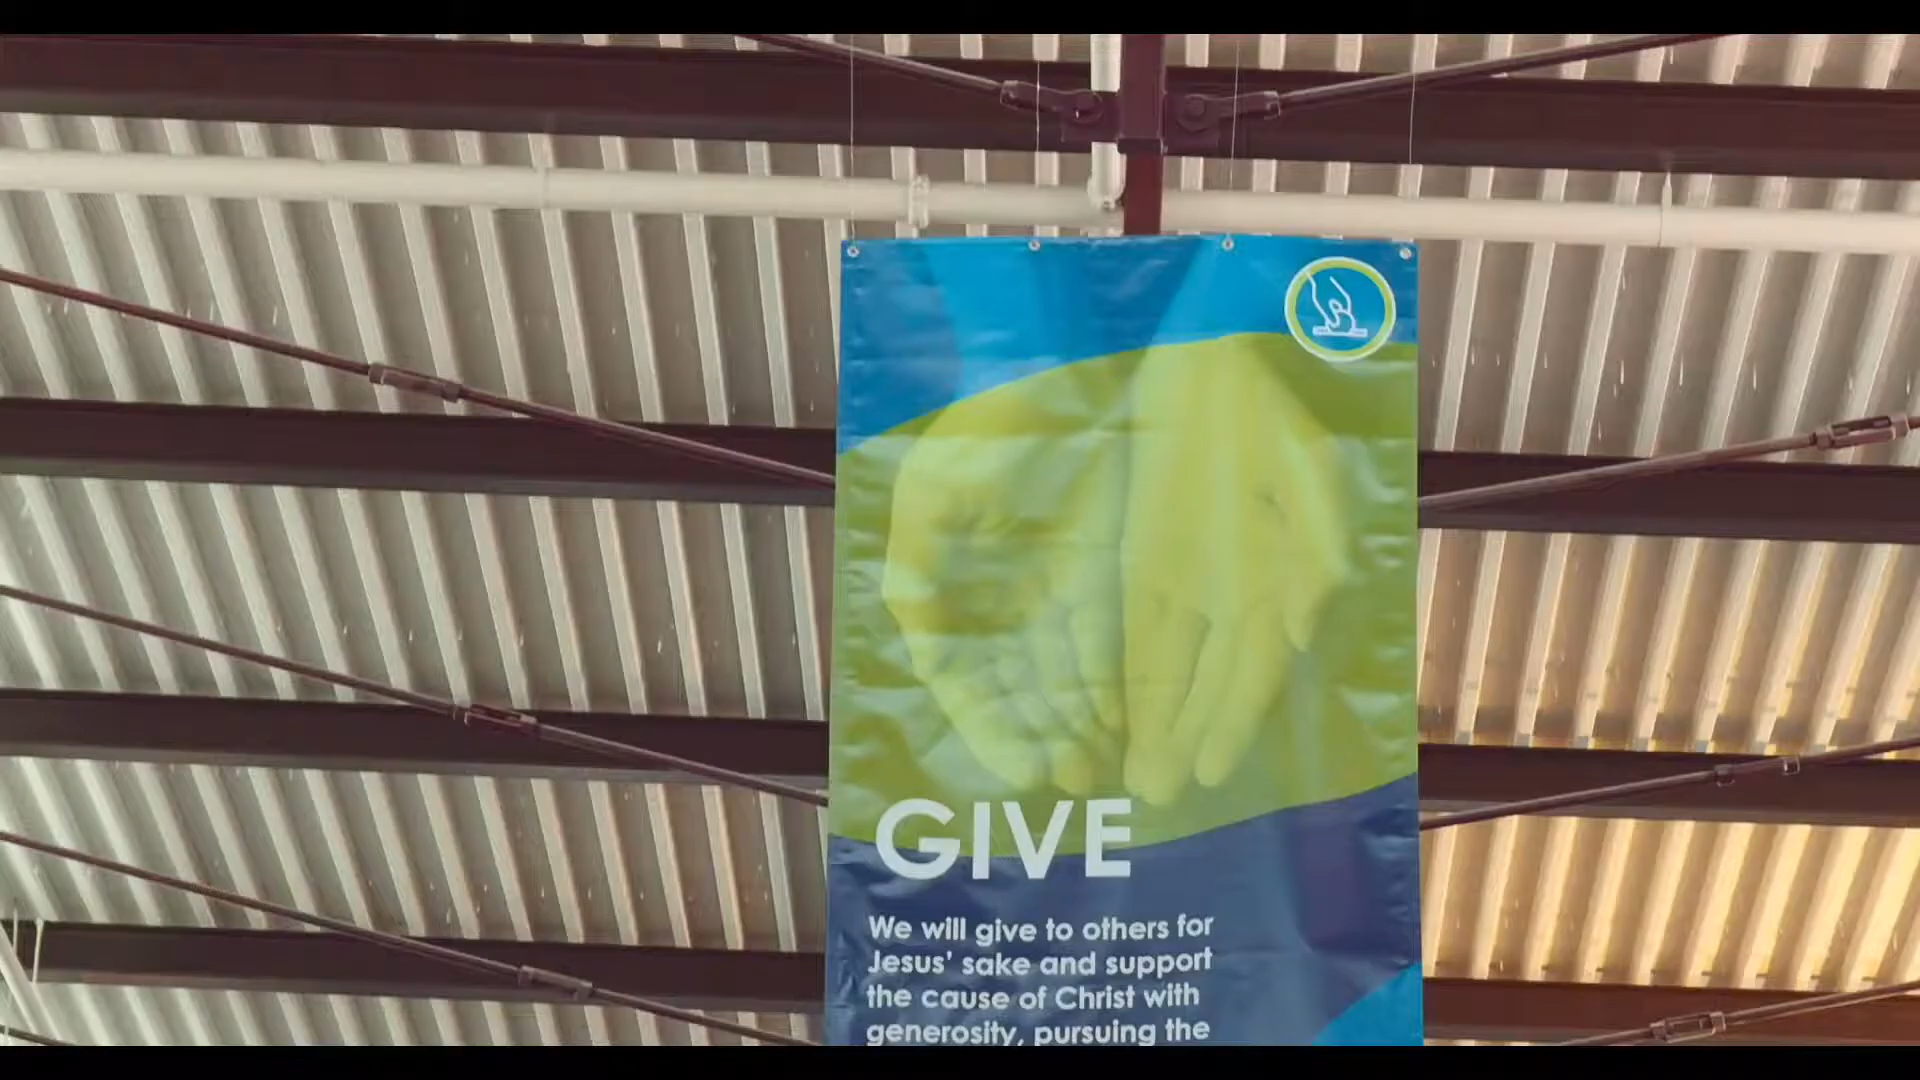 GIVE
We will give to others for
Jesus' sake and support
the cause of Christ with
generosity, pursuing the